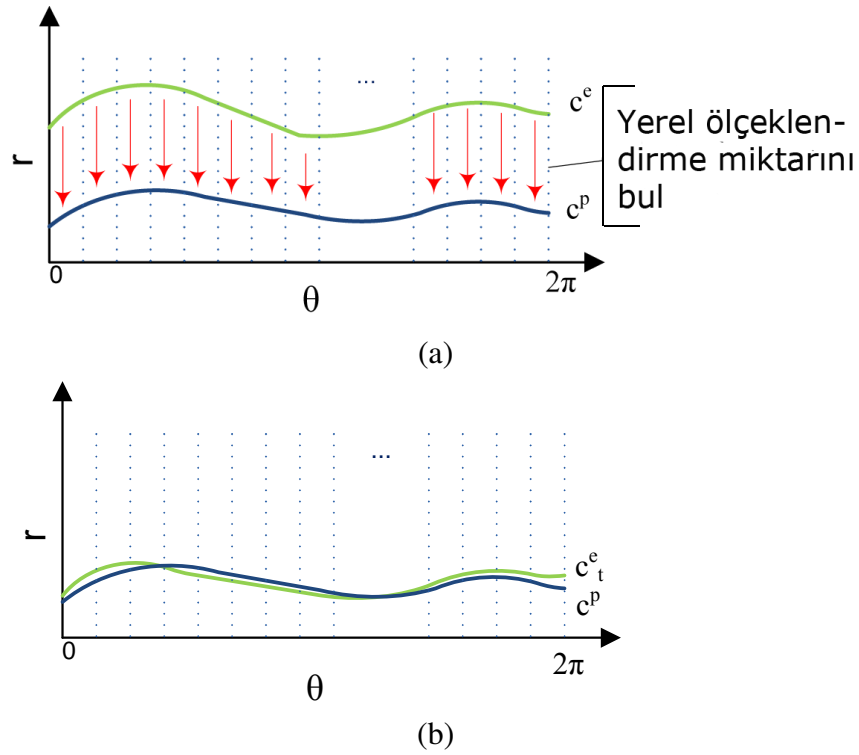 r
c^e
c^p
...
Yerel ölçeklen-
dirme miktarını
bul
0
θ
2π
(a)
r
...
c^e_t
c^p
0
θ
2π
(b)